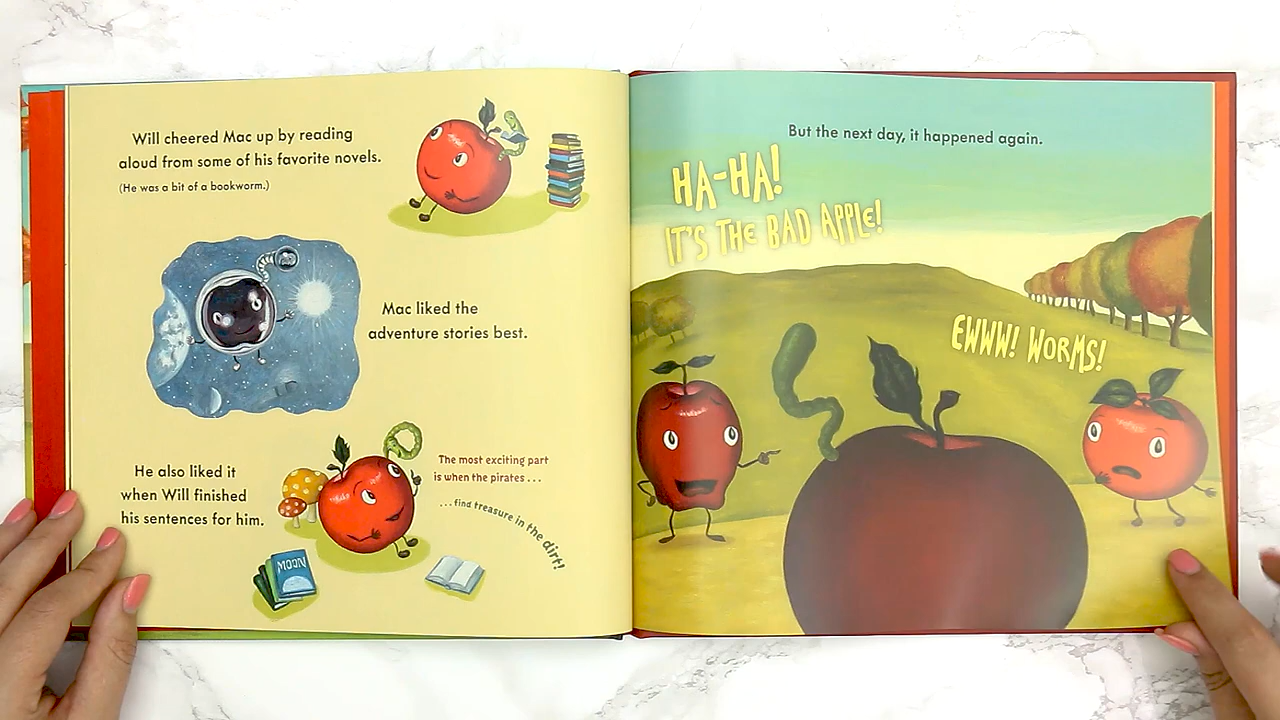 Will cheered Mac up by reading
aloud from some of his favorite novels.
(He was a bit of a bookworm.)
Mac liked the
adventure stories best.
He also liked it
when Will finished
his sentences for him.
The most exciting part
is when the pirates . . .
. . . find treasure in the dirt!
MOON
But the next day, it happened again.
HA-HA!
IT'S THE BAD APPLE!
EWWW! WORMS!